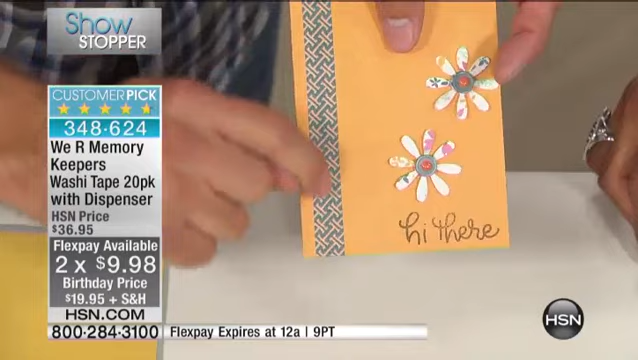 Show
STOPPER
CUSTOMER PICK
348-624
We R Memory
Keepers
Washi Tape 20pk
with Dispenser
HSN Price
$36.95
Flexpay Available
2 x $9.98
Birthday Price
$19.95 + S&H
HSN.COM
800-284-3100
Flexpay Expires at 12a | 9PT
hi there
HSN